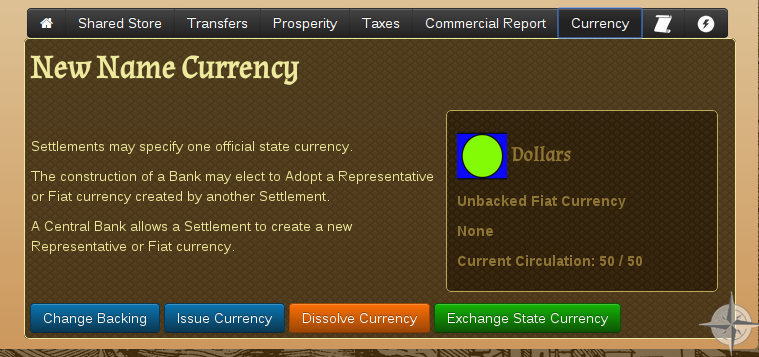 Shared Store Transfers Prosperity Taxes Commercial Report Currency
New Name Currency
Settlements may specify one official state currency.
The construction of a Bank may elect to Adopt a Representative
or Fiat currency created by another Settlement.
A Central Bank allows a Settlement to create a new
Representative or Fiat currency.
Dollars
Unbacked Fiat Currency
None
Current Circulation: 50 / 50
Change Backing Issue Currency Dissolve Currency Exchange State Currency